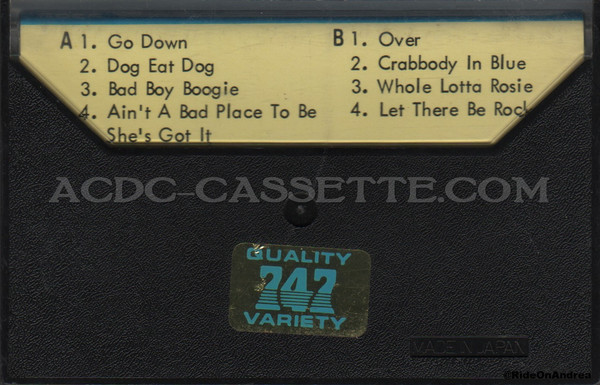 A 1. Go Down
2. Dog Eat Dog
3. Bad Boy Boogie
4. Ain't A Bad Place To Be
She's Got It
B 1. Over
2. Crabbody In Blue
3. Whole Lotta Rosie
4. Let There Be Rock
ACDC-CASSETTE.COM
QUALITY
747
VARIETY
MADE IN JAPAN
©RideOnAndrea